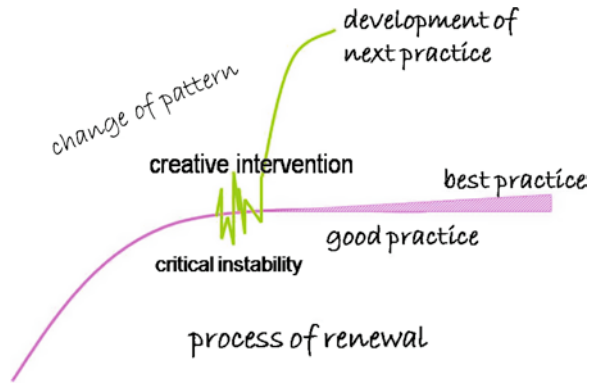 development of
next practice
change of pattern
creative intervention
best practice
good practice
critical instability
process of renewal